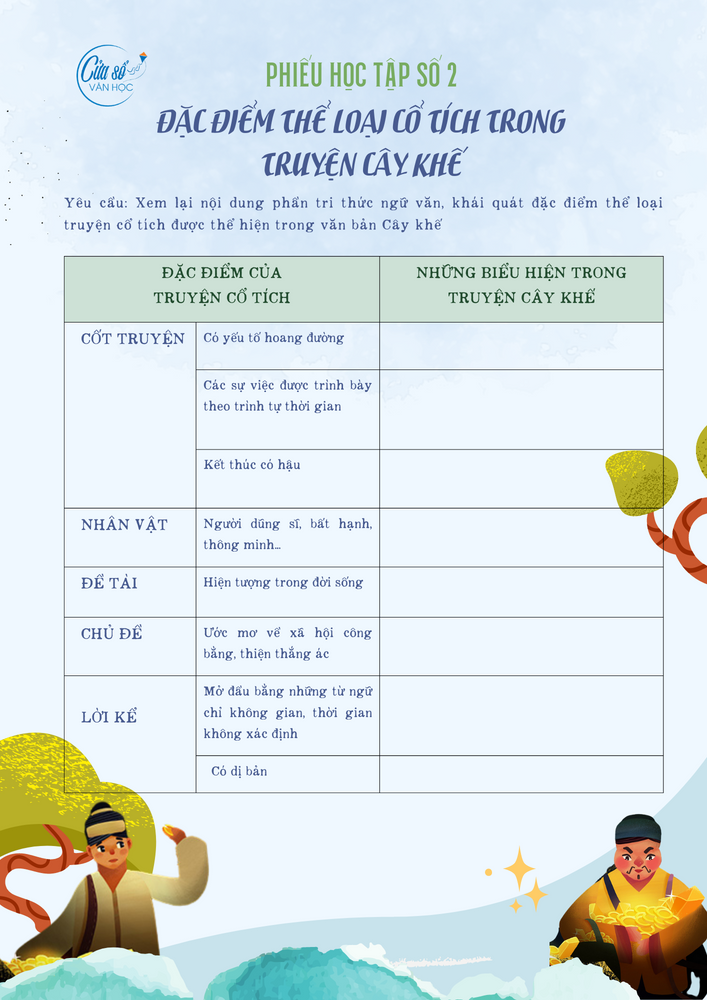 Cửa sổ
VĂN HỌC
PHIẾU HỌC TẬP SỐ 2
ĐẶC ĐIỂM THỂ LOẠI CỔ TÍCH TRONG
TRUYỆN CÂY KHẾ
Yêu cầu: Xem lại nội dung phần tri thức ngữ văn, khái quát đặc điểm thể loại
truyện cổ tích được thể hiện trong văn bản Cây khế
ĐẶC ĐIỂM CỦA
TRUYỆN CỔ TÍCH
NHỮNG BIỂU HIỆN TRONG
TRUYỆN CÂY KHẾ
CỐT TRUYỆN
Có yếu tố hoang đường
Các sự việc được trình bày
theo trình tự thời gian
Kết thúc có hậu
NHÂN VẬT
Người dũng sĩ, bất hạnh,
thông minh...
ĐỀ TÀI
Hiện tượng trong đời sống
CHỦ ĐỀ
Ước mơ về xã hội công
bằng, thiện thắng ác
LỜI KỂ
Mở đầu bằng những từ ngữ
chỉ không gian, thời gian
không xác định
Có dị bản